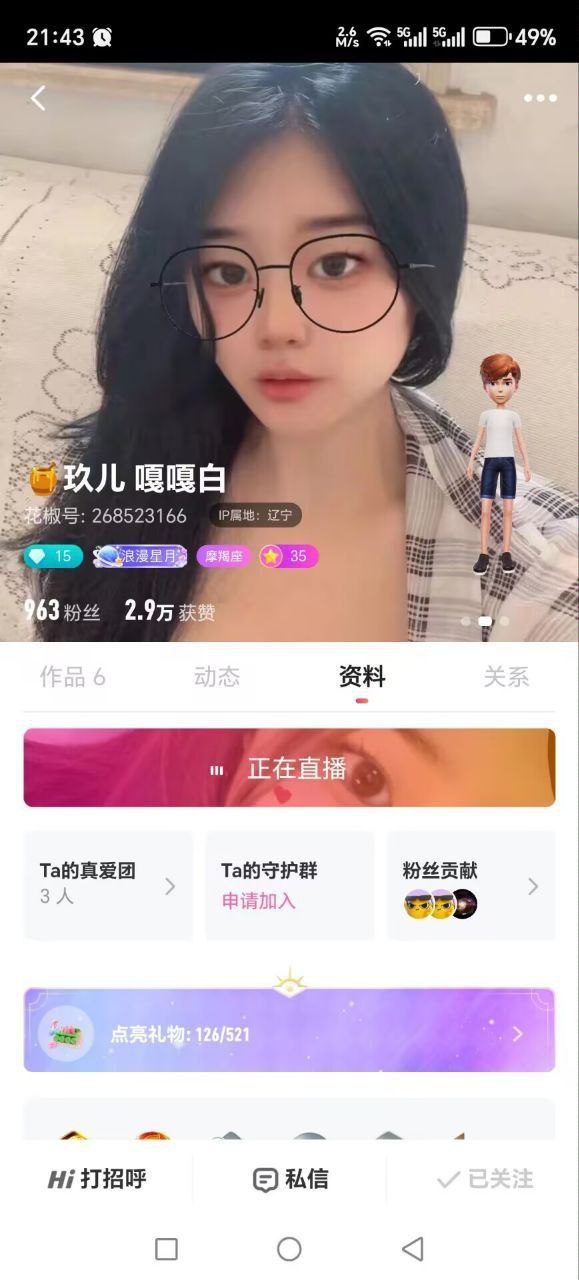 21:43
2.6 M/s 5G 5G 49%
玖儿 嘎嘎白
花椒号: 268523166 IP属地：辽宁
15 浪漫星月 摩羯座 35
963粉丝 2.9万获赞
作品 6 动态 资料 关系
正在直播
Ta的真爱团 Ta的守护群 粉丝贡献
3 人 申请加入
点亮礼物: 126/521
Hi 打招呼 私信 已关注